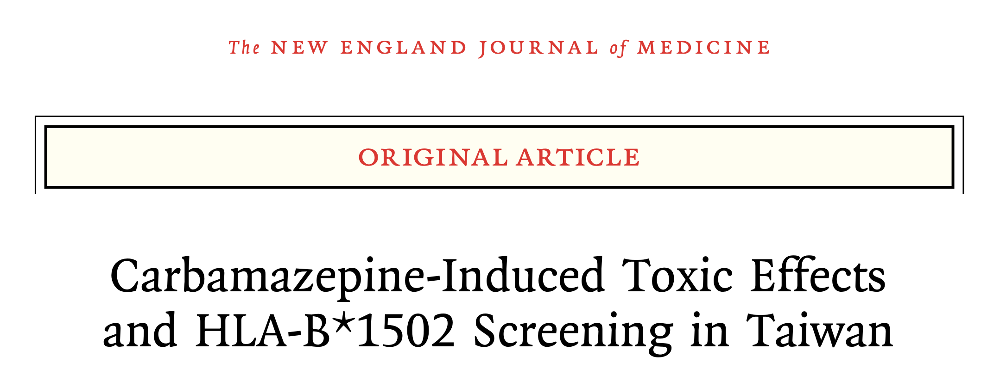 The NEW ENGLAND JOURNAL of MEDICINE
ORIGINAL ARTICLE
Carbamazepine-Induced Toxic Effects
and HLA-B*1502 Screening in Taiwan